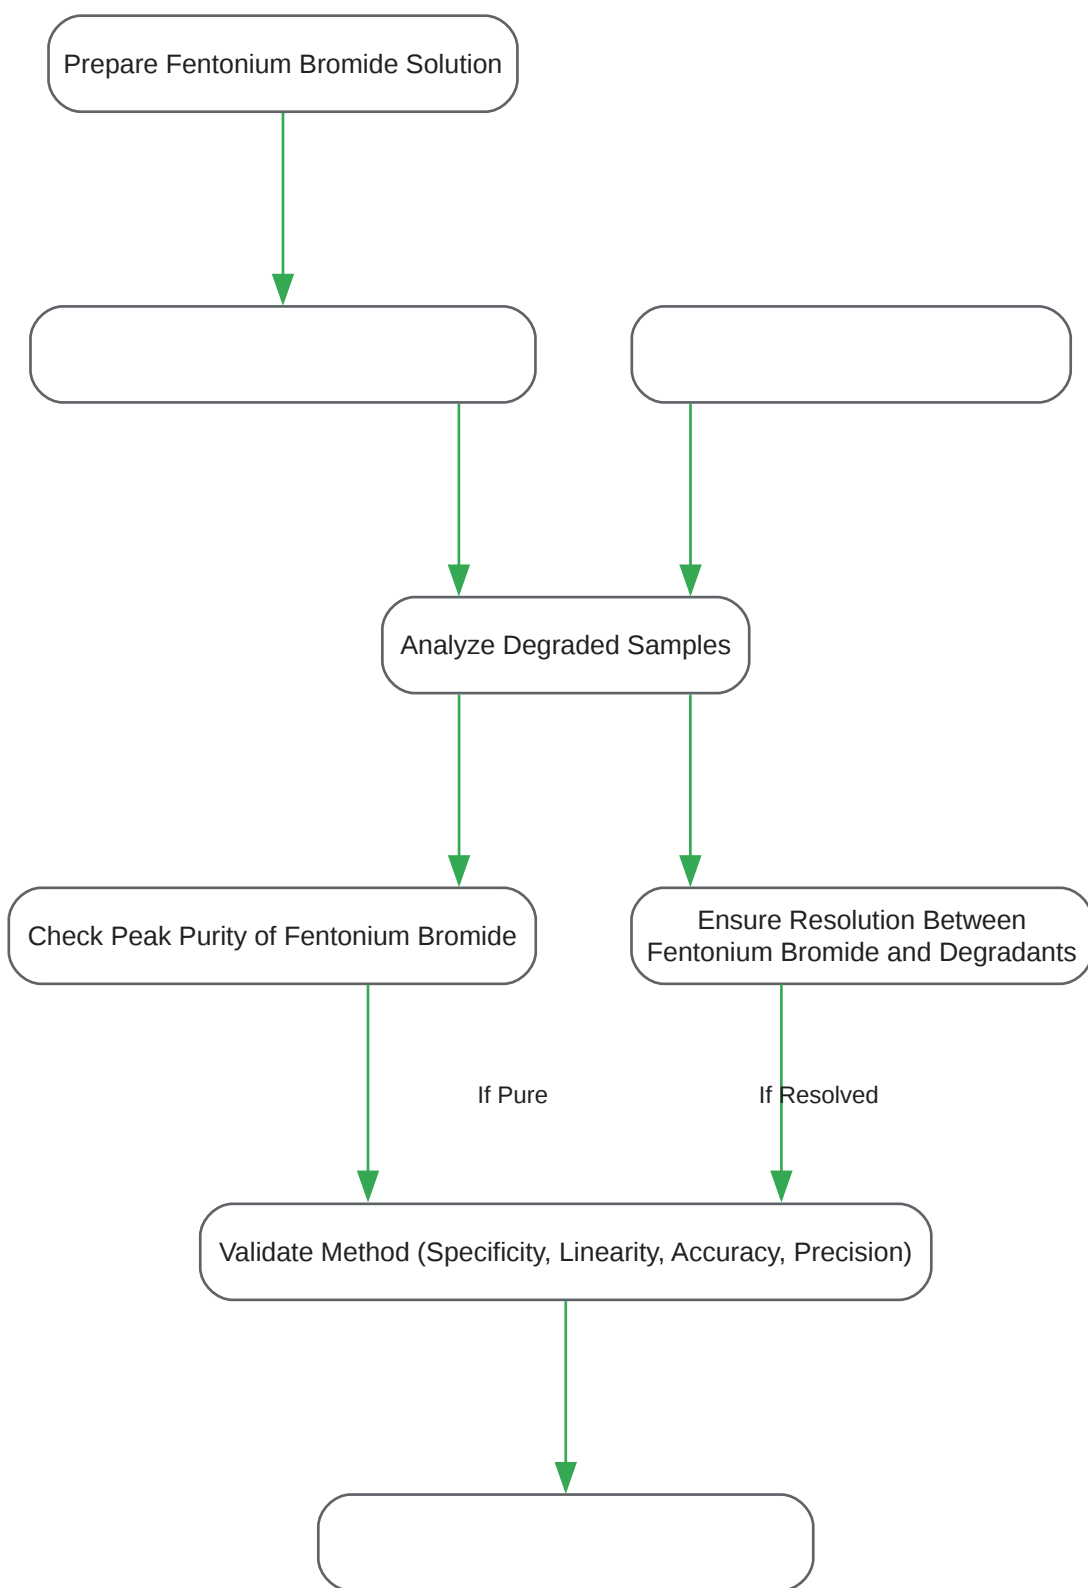 Prepare Fentonium Bromide Solution
Analyze Degraded Samples
Check Peak Purity of Fentonium Bromide
Ensure Resolution Between
Fentonium Bromide and Degradants
If Pure
If Resolved
Validate Method (Specificity, Linearity, Accuracy, Precision)